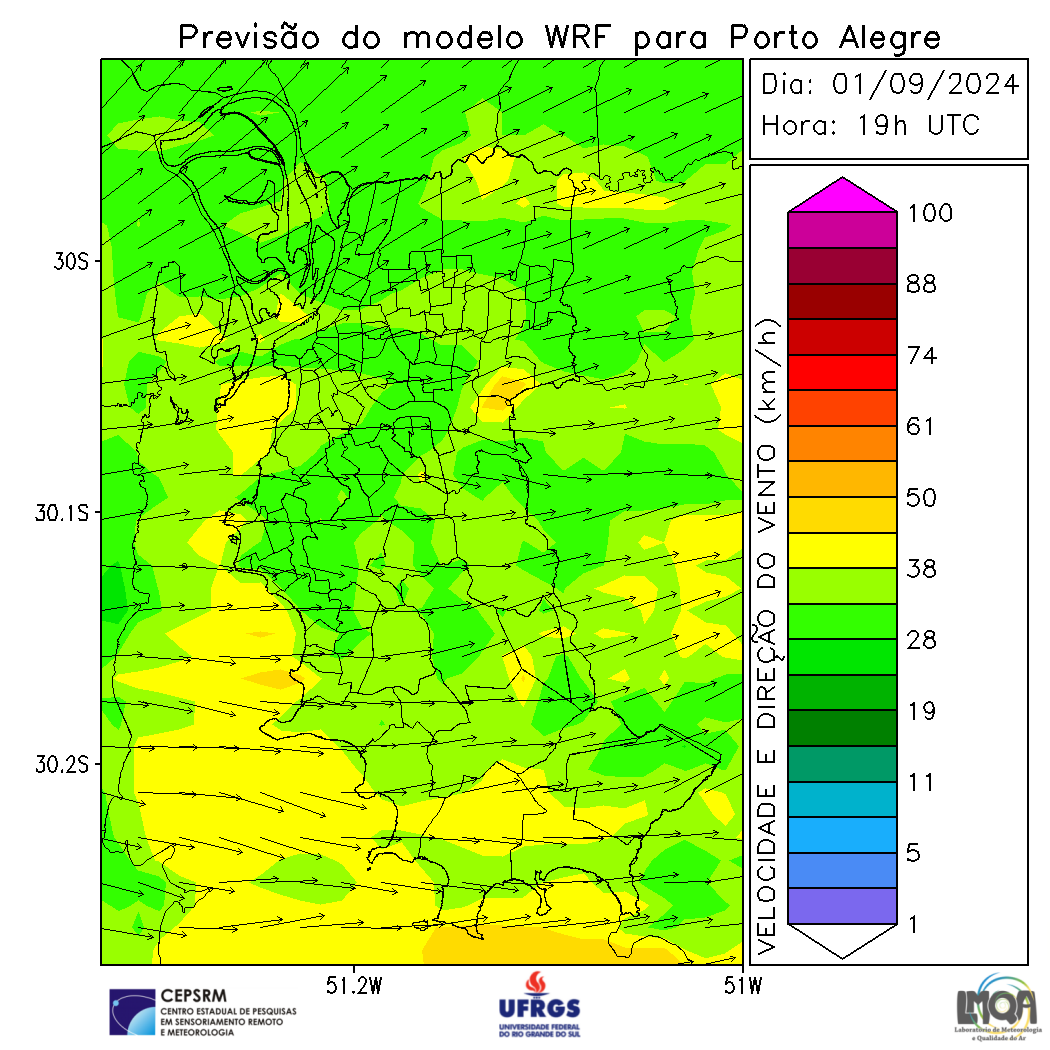 Previsão do modelo WRF para Porto Alegre
Dia: 01/09/2024
Hora: 19h UTC
30S
30.1S
30.2S
51.2W
51W
VELOCIDADE E DIREÇÃO DO VENTO (km/h)
100
88
74
61
50
38
28
19
11
5
1
CEPSRM
CENTRO ESTADUAL DE PESQUISAS
EM SENSORIAMENTO REMOTO
E METEOROLOGIA
UFRGS
UNIVERSIDADE FEDERAL
DO RIO GRANDE DO SUL
LMQA
Laboratório de Meteorologia
e Qualidade do Ar